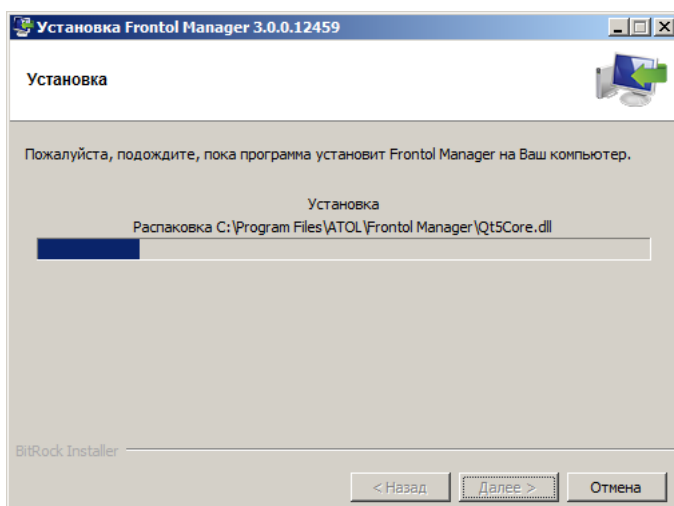 Установка Frontol Manager 3.0.0.12459
Установка
Пожалуйста, подождите, пока программа установит Frontol Manager на Ваш компьютер.
Установка
Распаковка C:\Program Files\ATOL\Frontol Manager\Qt5Core.dll
BitRock Installer
< Назад
Далее >
Отмена